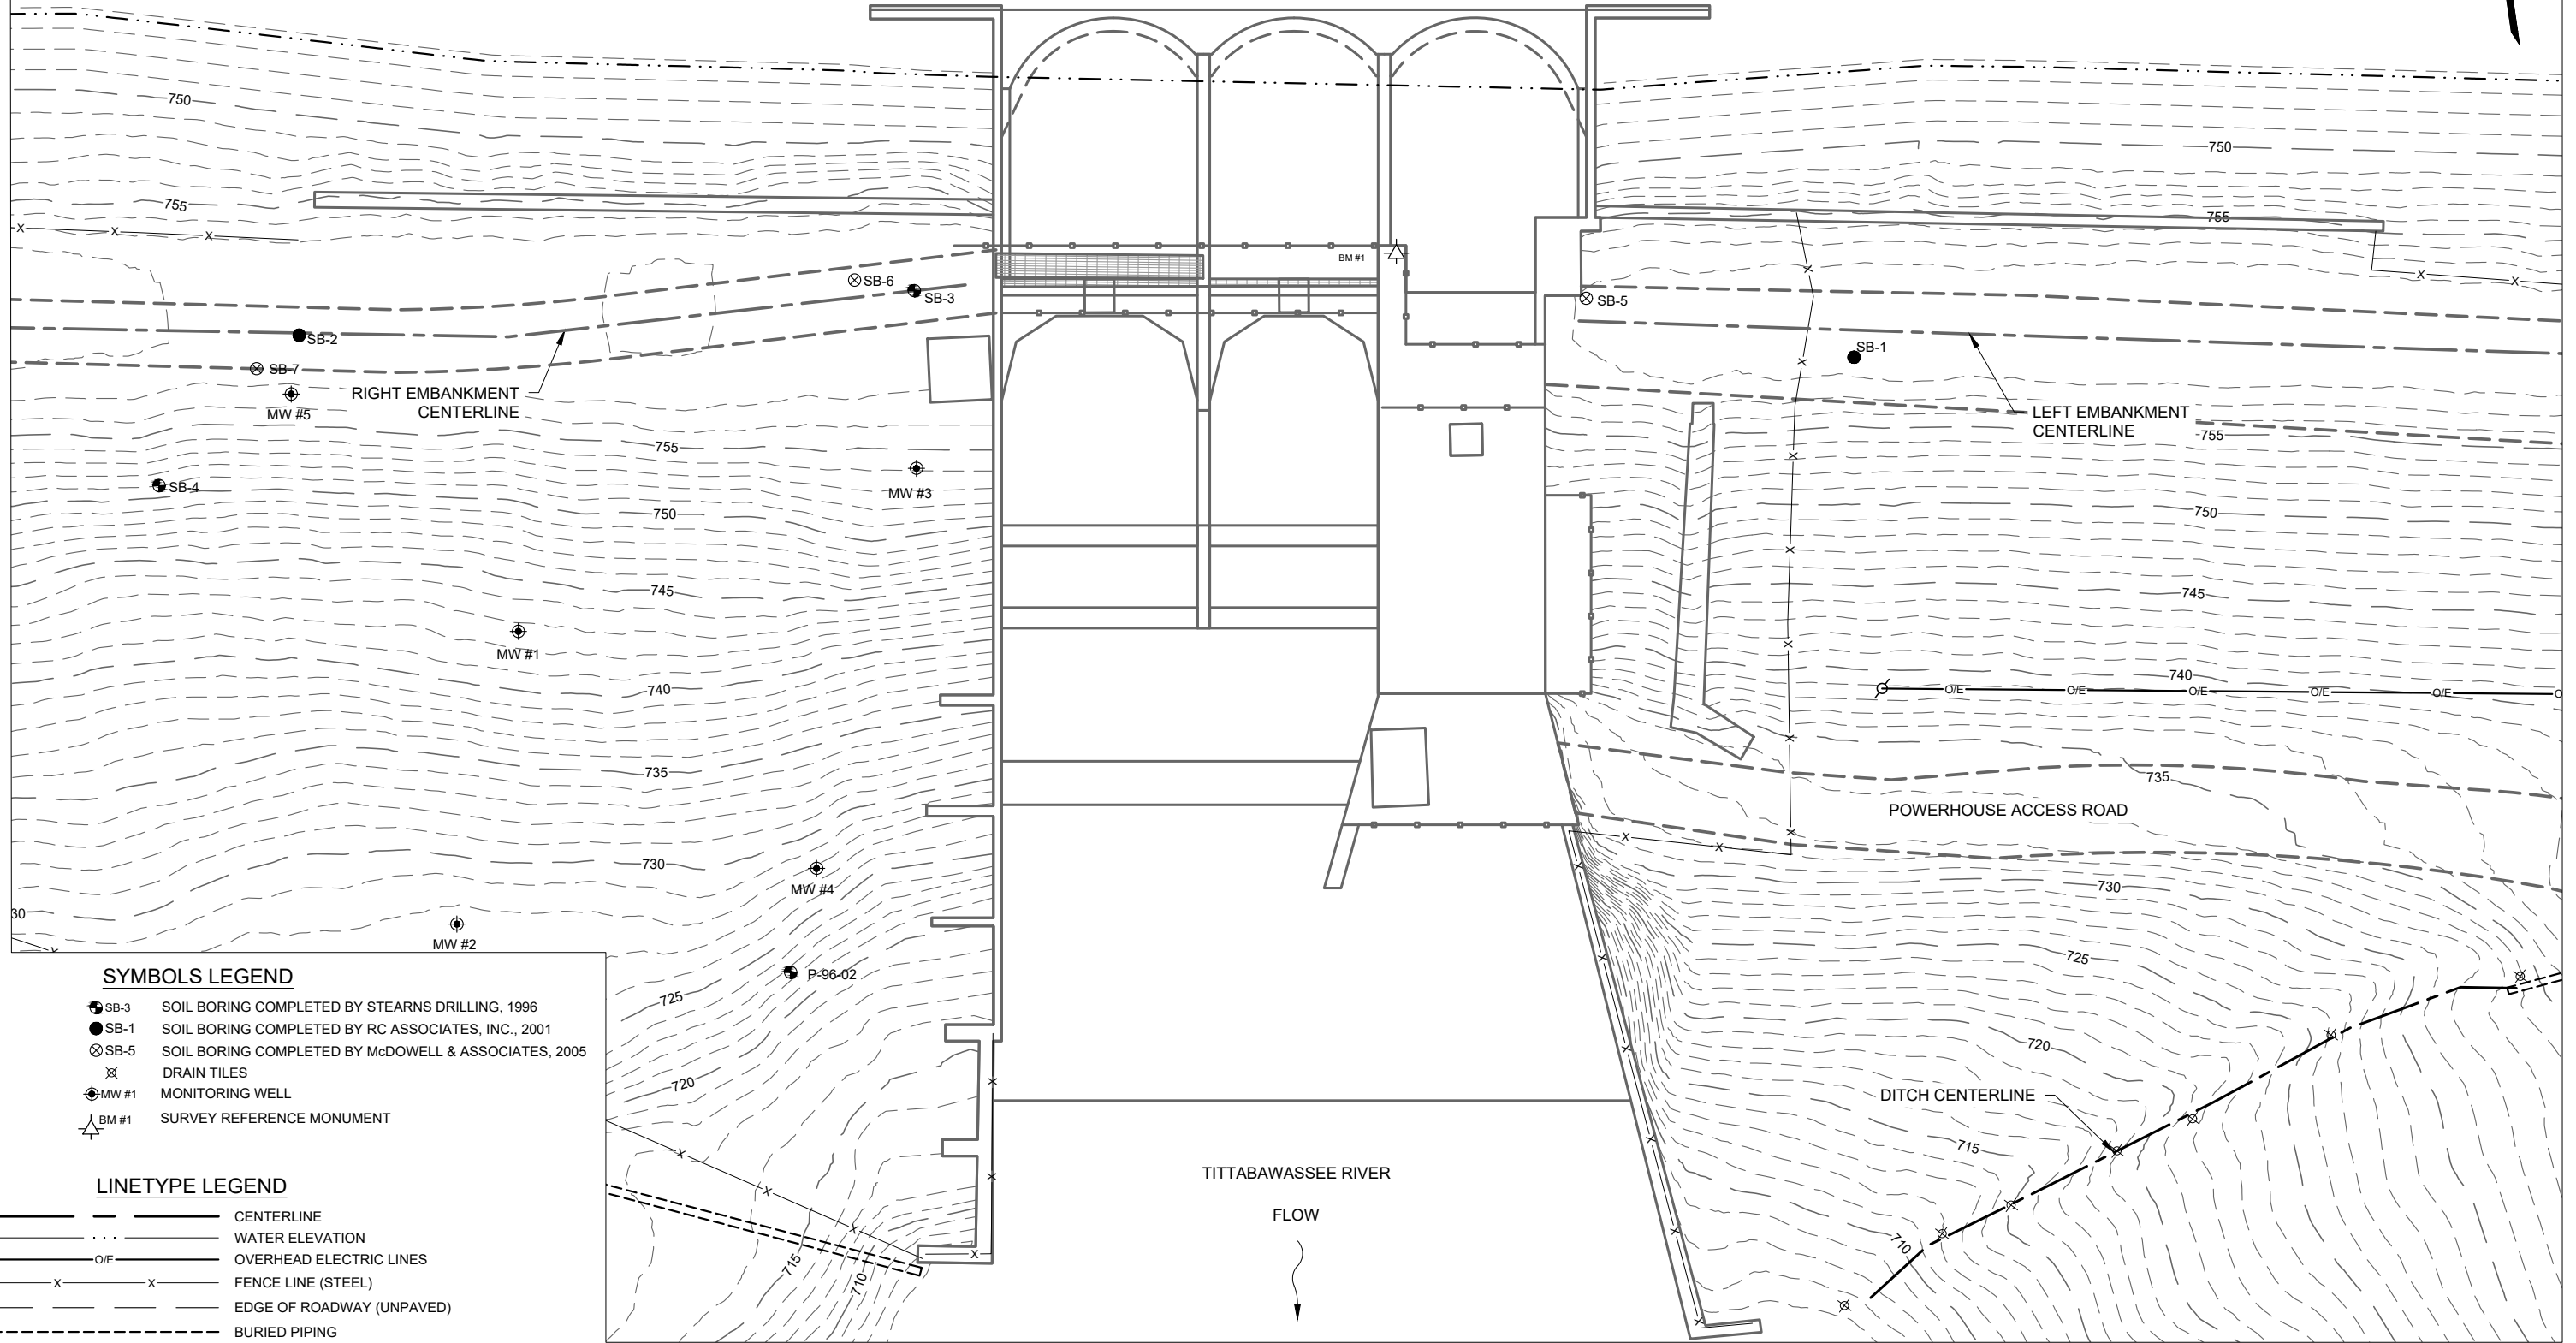 750
750
755
755
BM #1
SB-6
SB-3
SB-5
SB-2
SB-1
SB-7
MW #5
RIGHT EMBANKMENT
CENTERLINE
LEFT EMBANKMENT
CENTERLINE
755
755
MW #3
SB-4
750
750
745
745
MW #1
740
740
O/E O/E O/E O/E O/E O
735
735
POWERHOUSE ACCESS ROAD
730
730
MW #4
30
MW #2
725
P-96-02
725
720
720
DITCH CENTERLINE
715
715
710
710
TITTABAWASSEE RIVER
FLOW
SYMBOLS LEGEND
SB-3 SOIL BORING COMPLETED BY STEARNS DRILLING, 1996
SB-1 SOIL BORING COMPLETED BY RC ASSOCIATES, INC., 2001
SB-5 SOIL BORING COMPLETED BY McDOWELL & ASSOCIATES, 2005
DRAIN TILES
MW #1 MONITORING WELL
BM #1 SURVEY REFERENCE MONUMENT
LINETYPE LEGEND
CENTERLINE
WATER ELEVATION
O/E OVERHEAD ELECTRIC LINES
X X FENCE LINE (STEEL)
EDGE OF ROADWAY (UNPAVED)
BURIED PIPING